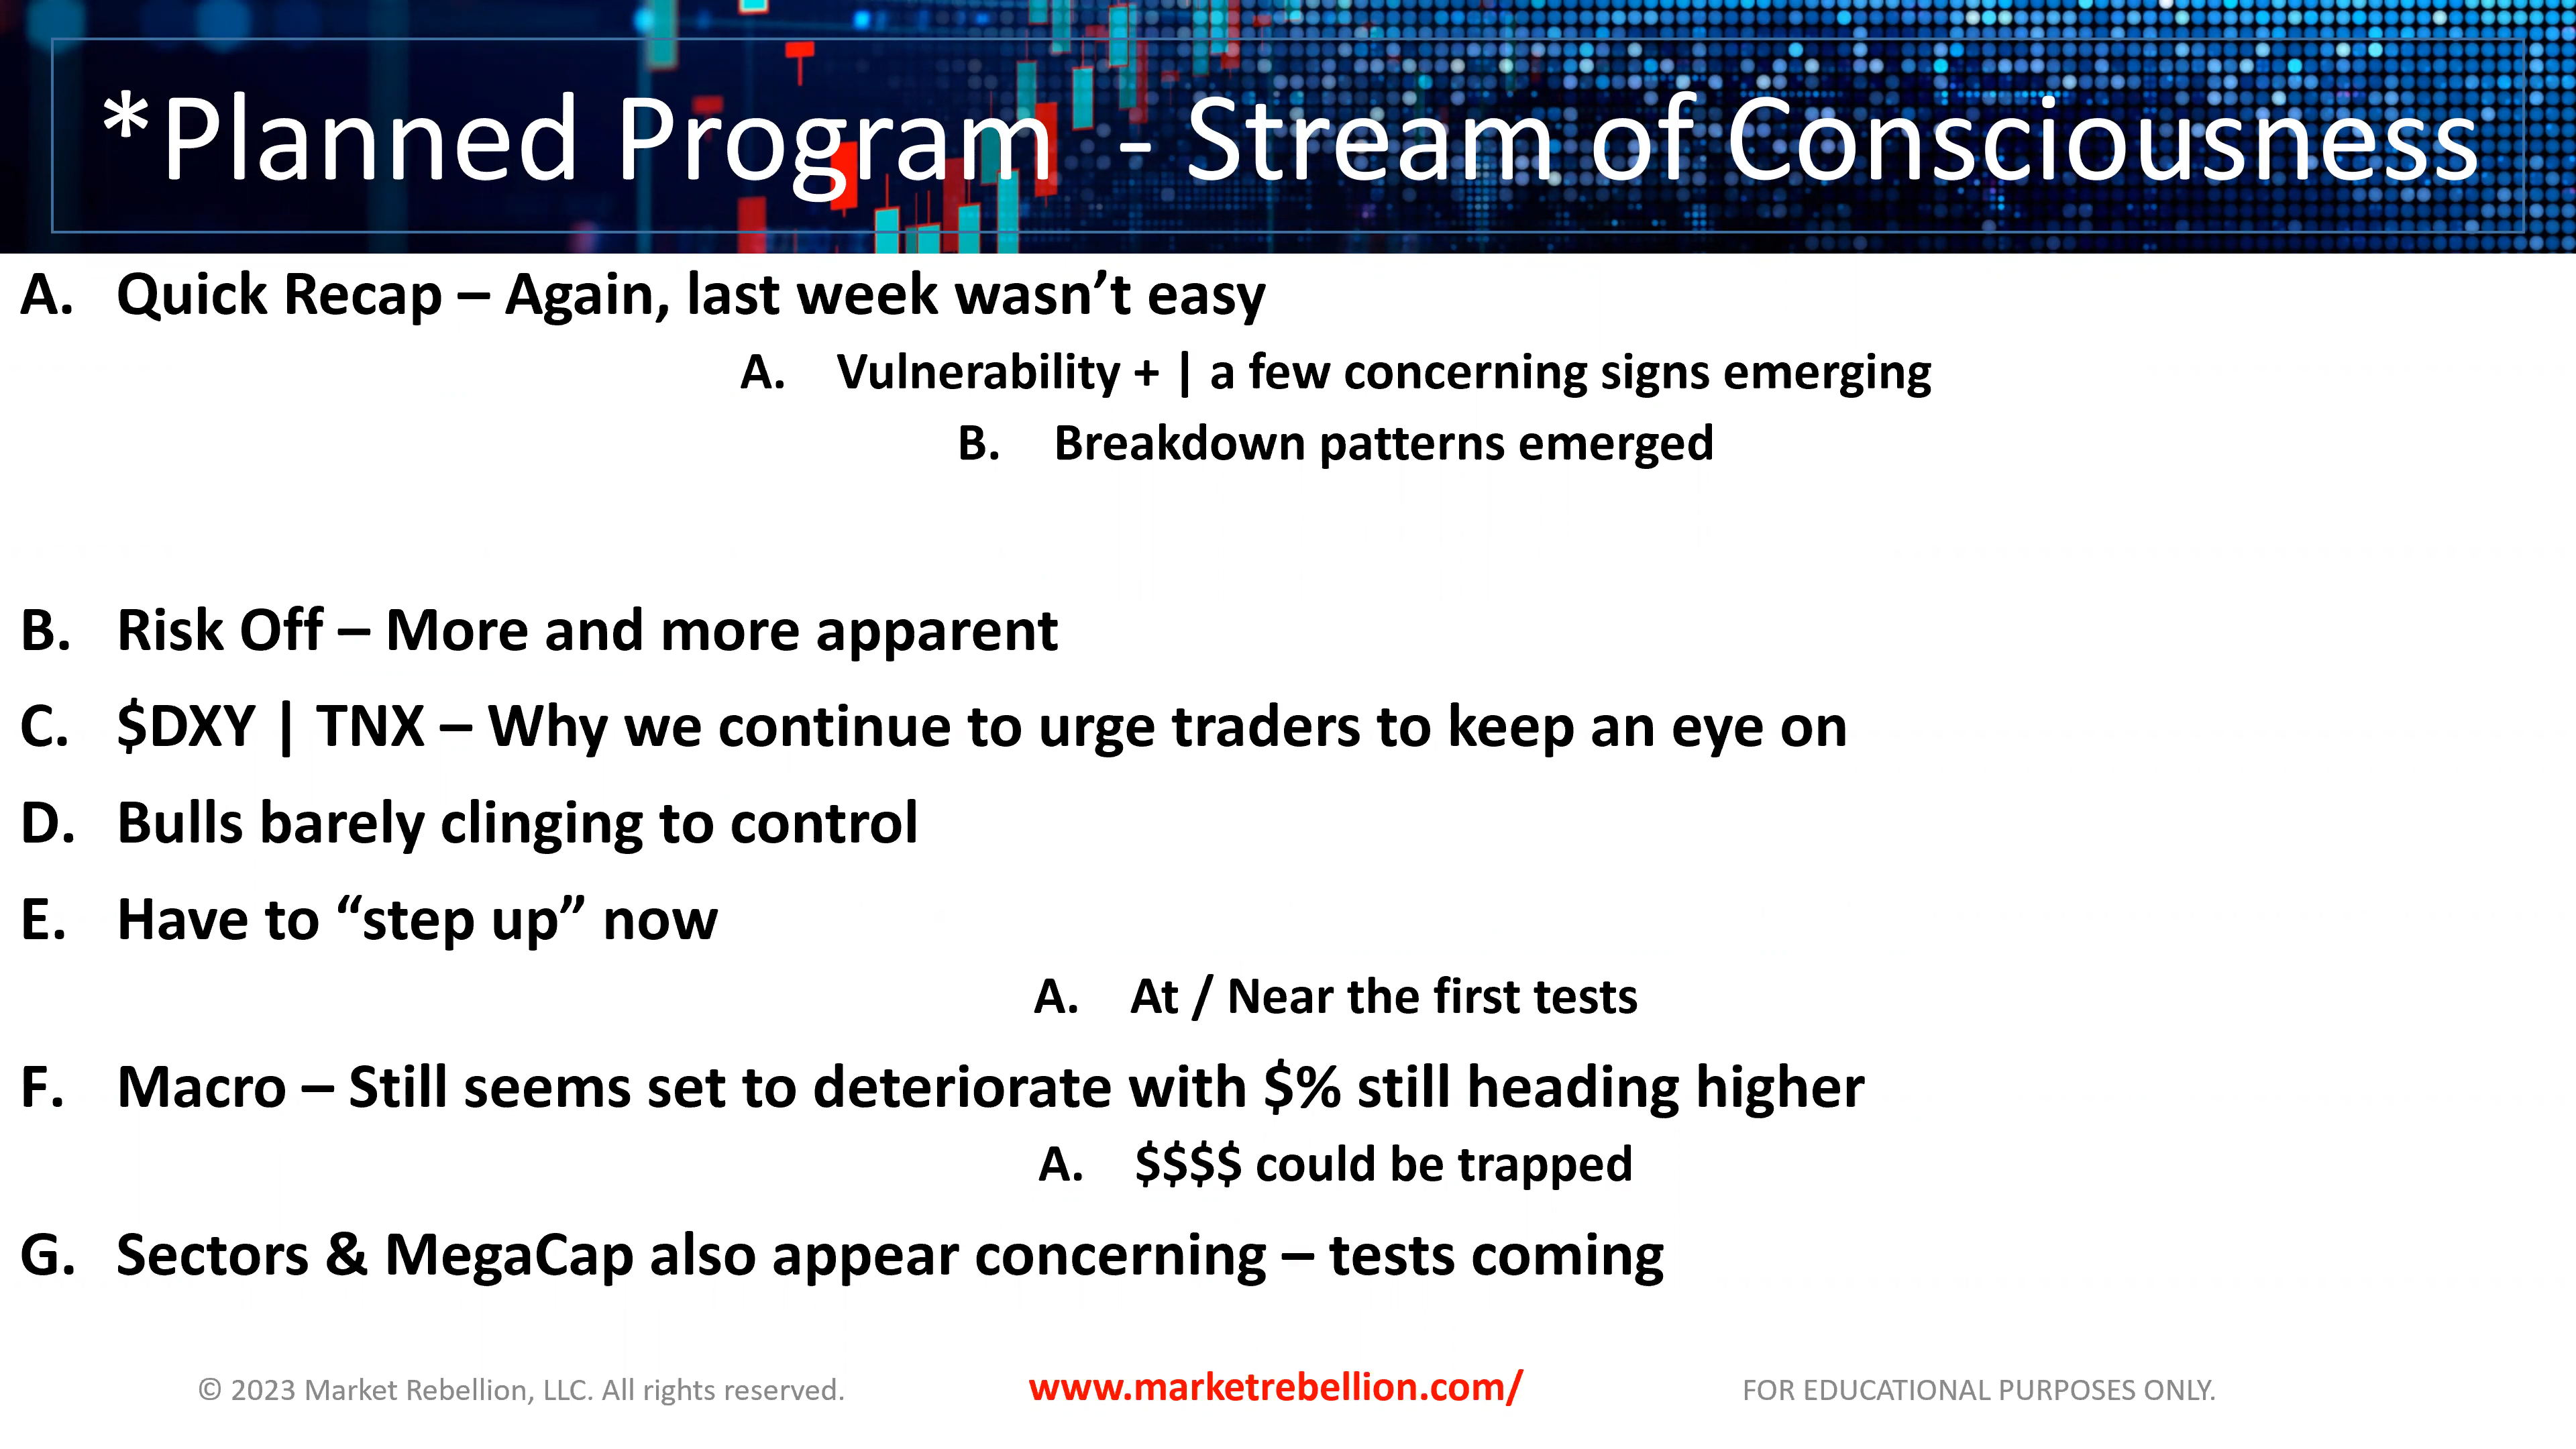 *Planned Program - Stream of Consciousness
A. Quick Recap – Again, last week wasn’t easy
A. Vulnerability + | a few concerning signs emerging
B. Breakdown patterns emerged
B. Risk Off – More and more apparent
C. $DXY | TNX – Why we continue to urge traders to keep an eye on
D. Bulls barely clinging to control
E. Have to “step up” now
A. At / Near the first tests
F. Macro – Still seems set to deteriorate with $% still heading higher
A. $$$$ could be trapped
G. Sectors & MegaCap also appear concerning – tests coming
© 2023 Market Rebellion, LLC. All rights reserved. www.marketrebellion.com/ FOR EDUCATIONAL PURPOSES ONLY.